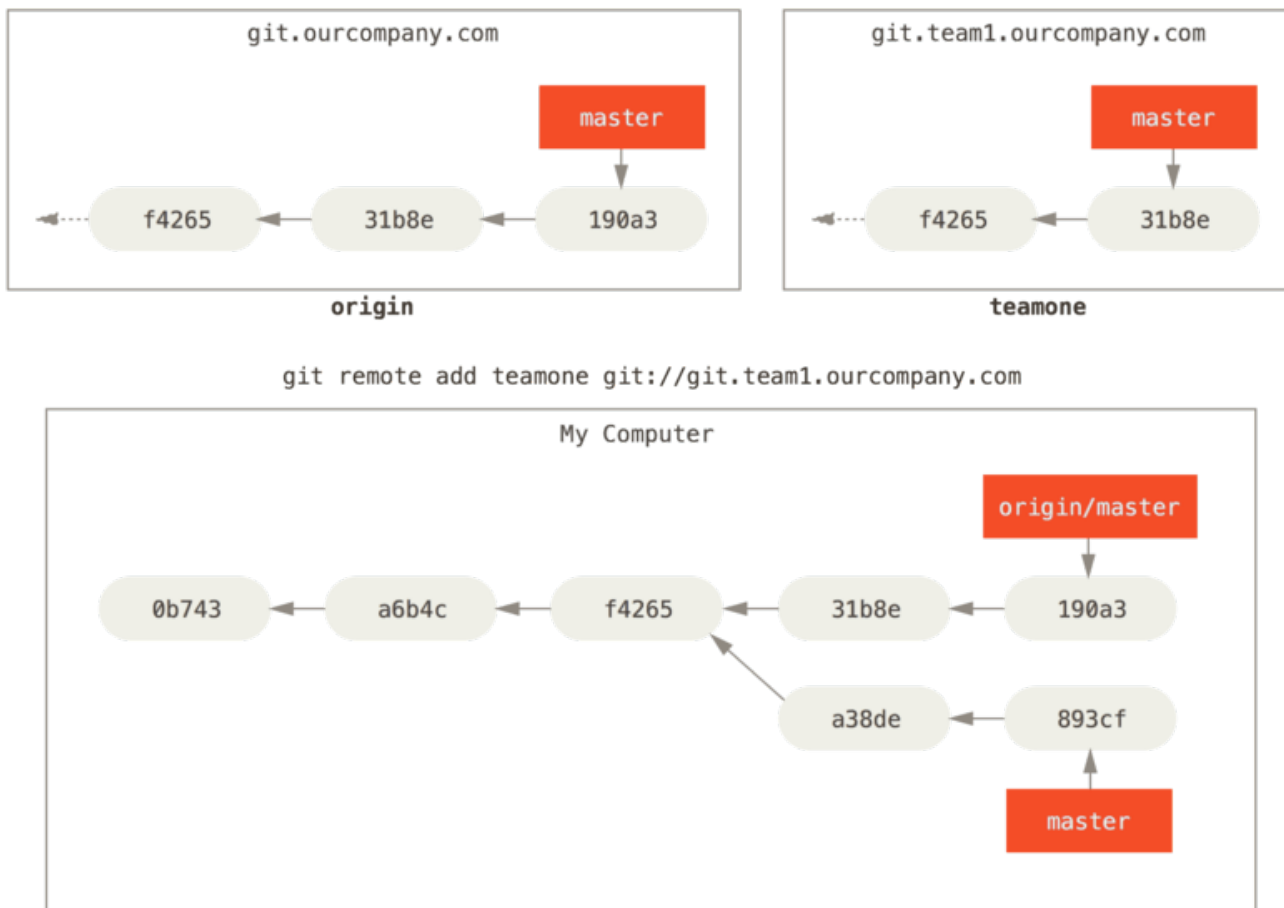 git.ourcompany.com
git.team1.ourcompany.com
master
master
f4265
31b8e
190a3
f4265
31b8e
origin
teamone
git remote add teamone git://git.team1.ourcompany.com
My Computer
origin/master
0b743
a6b4c
f4265
31b8e
190a3
a38de
893cf
master